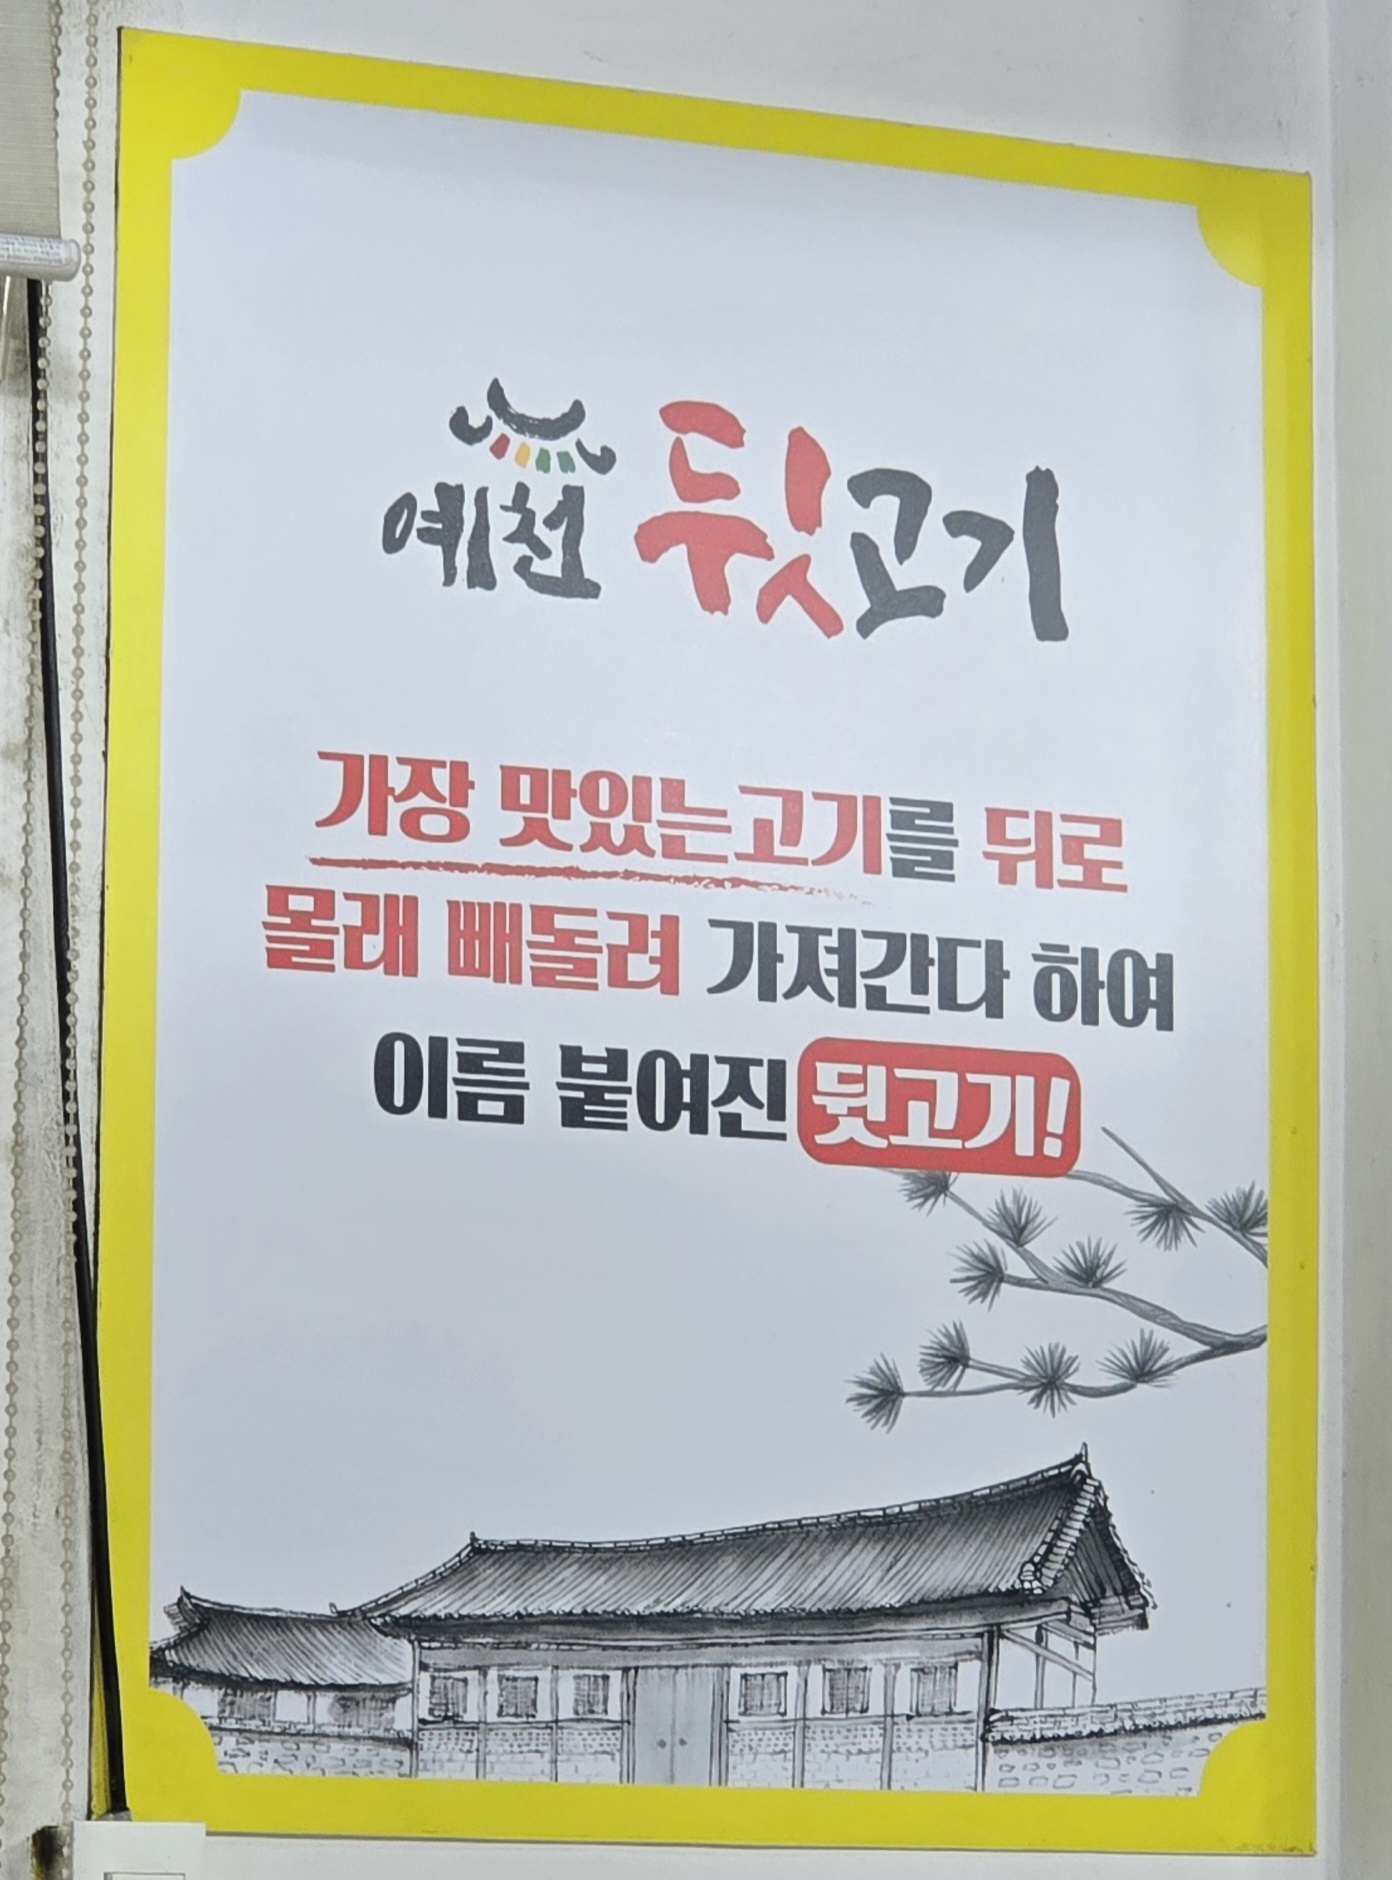 예천 뒷고기
가장 맛있는고기를 뒤로
몰래 빼돌려 가져간다 하여
이름 붙여진 뒷고기!